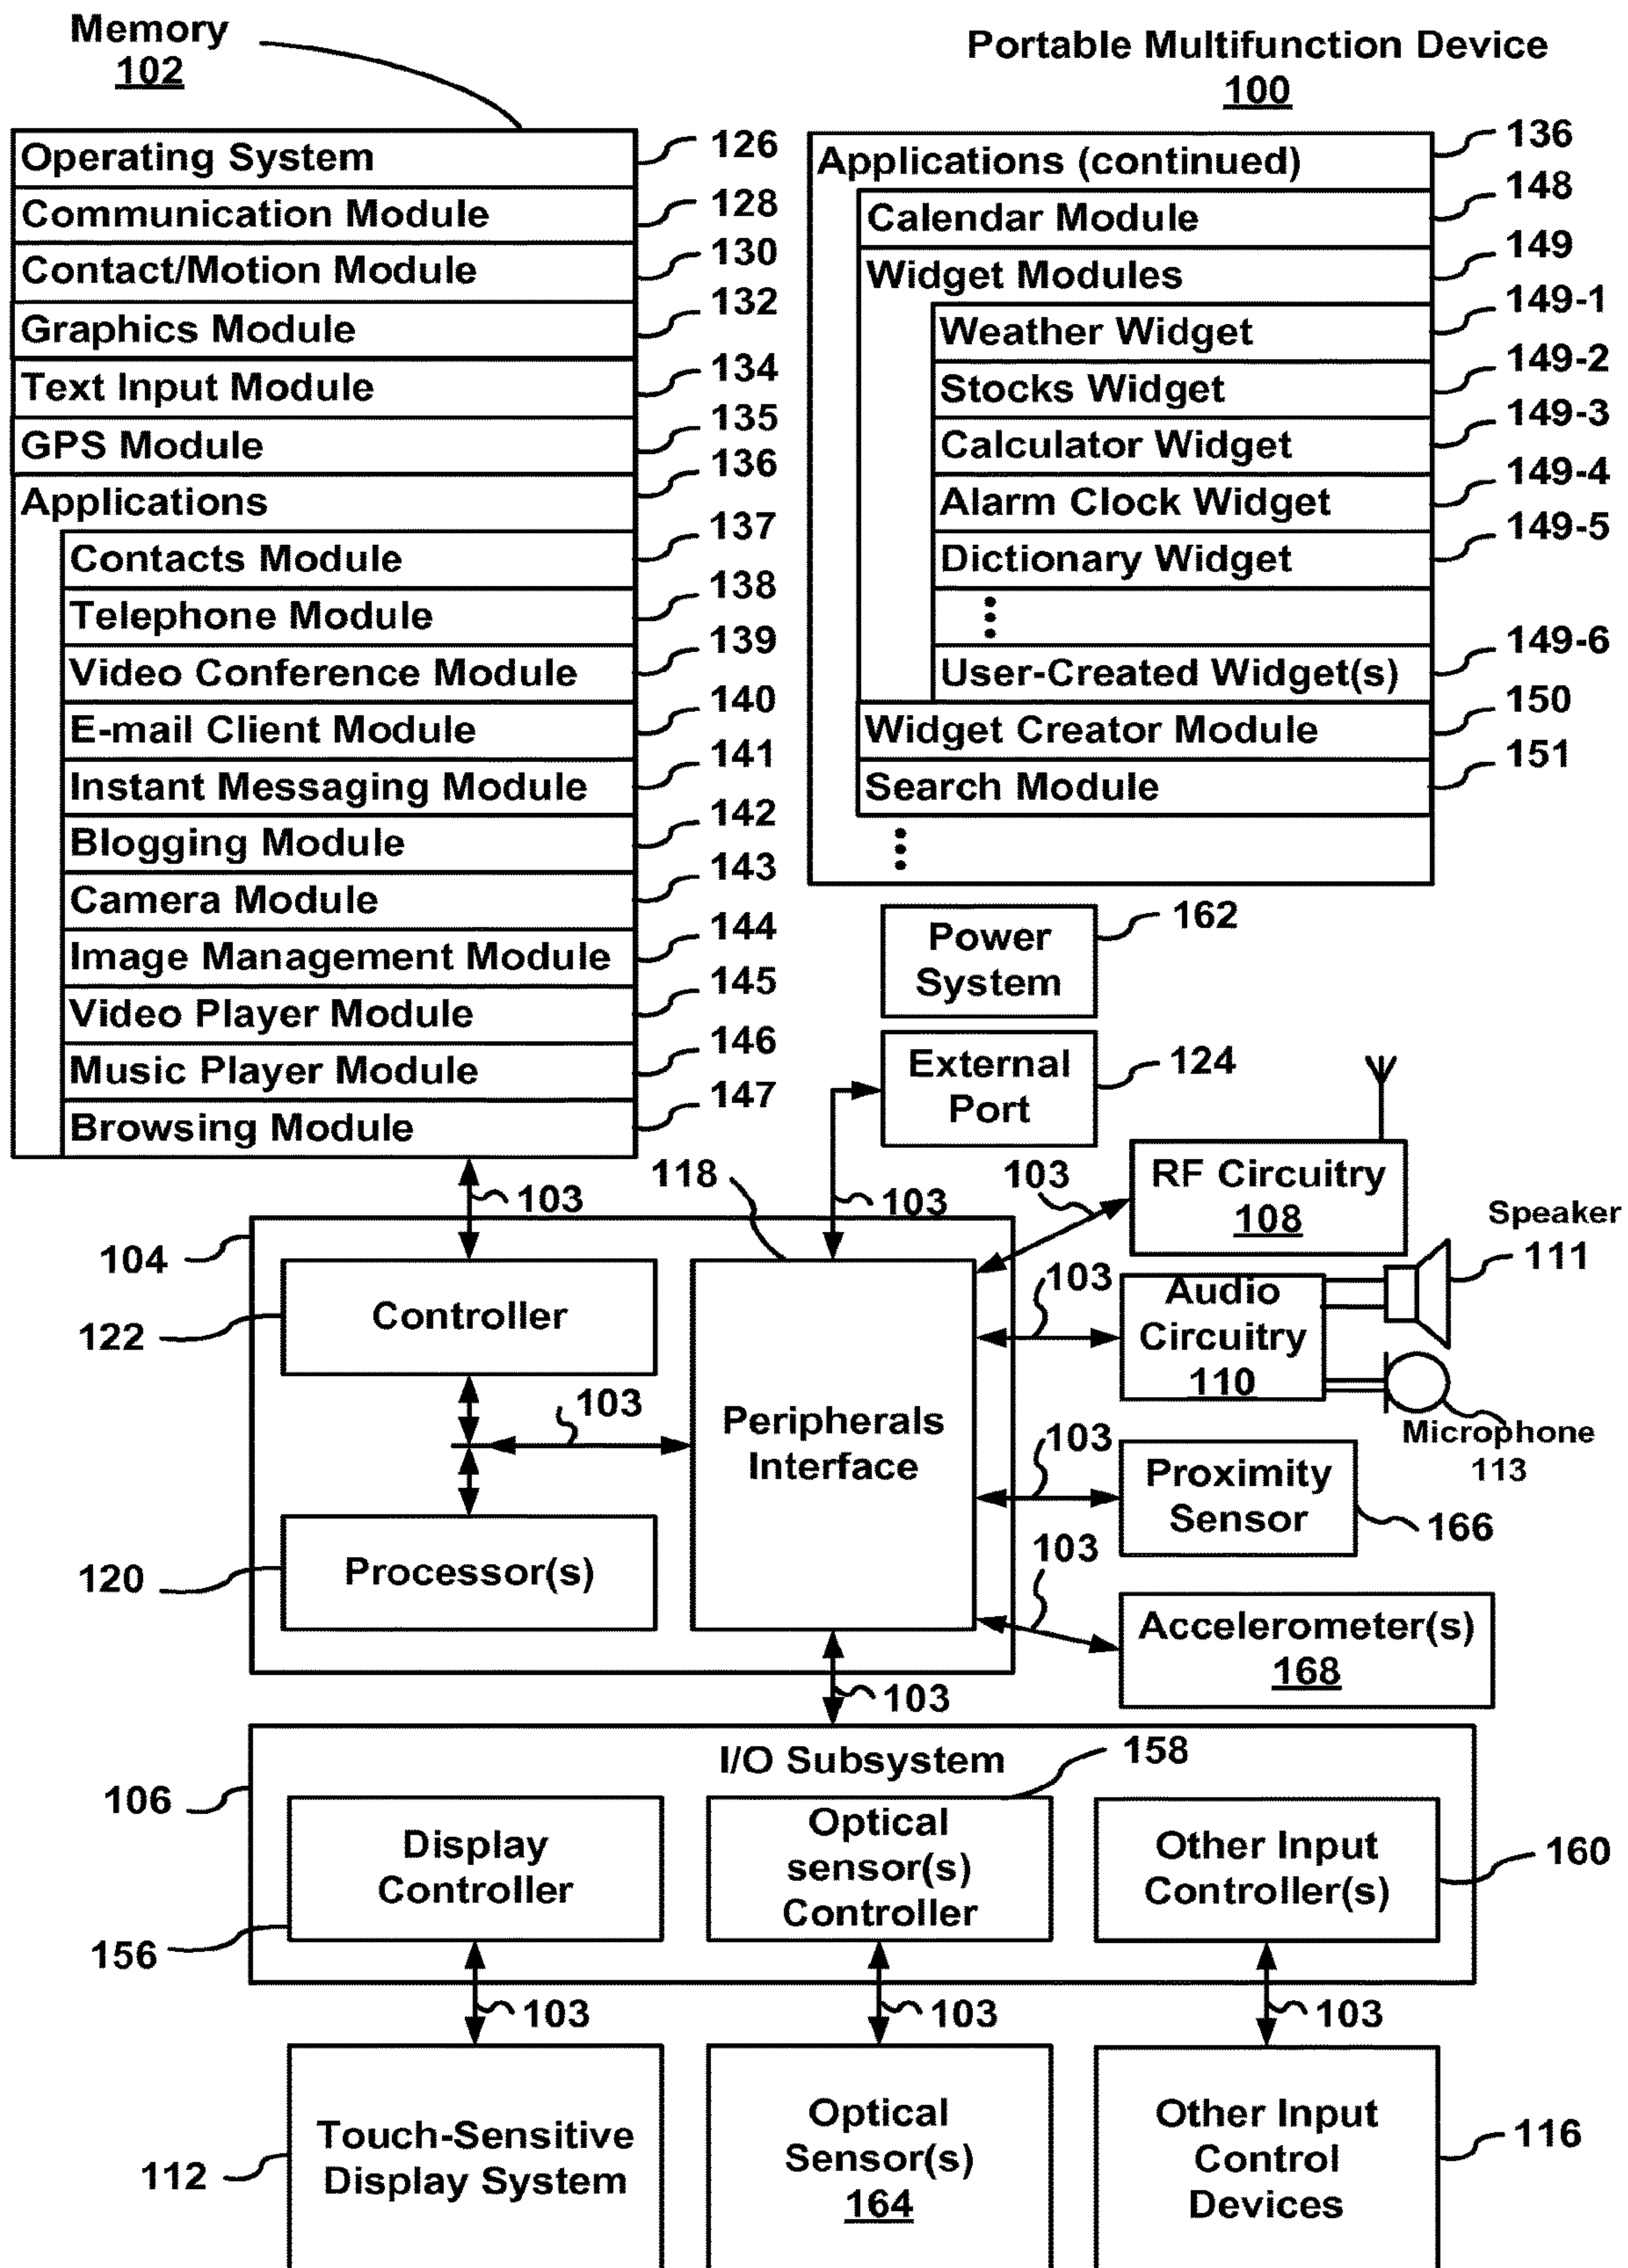 Memory
102
Portable Multifunction Device
100
Operating System
126
Communication Module
128
Contact/Motion Module
130
Graphics Module
132
Text Input Module
134
GPS Module
135
Applications
136
Contacts Module
137
Telephone Module
138
Video Conference Module
139
E-mail Client Module
140
Instant Messaging Module
141
Blogging Module
142
Camera Module
143
Image Management Module
144
Video Player Module
145
Music Player Module
146
Browsing Module
147
Applications (continued)
136
Calendar Module
148
Widget Modules
149
Weather Widget
149-1
Stocks Widget
149-2
Calculator Widget
149-3
Alarm Clock Widget
149-4
Dictionary Widget
149-5
User-Created Widget(s)
149-6
Widget Creator Module
150
Search Module
151
Power
System
162
External
Port
124
103
118
103
103
RF Circuitry
108
Speaker
111
104
Controller
122
103
Audio
Circuitry
110
Microphone
113
103
Peripherals
Interface
103
Proximity
Sensor
166
Processor(s)
120
103
Accelerometer(s)
168
103
I/O Subsystem
106
158
Display
Controller
156
Optical
sensor(s)
Controller
Other Input
Controller(s)
160
103
103
103
Touch-Sensitive
Display System
112
Optical
Sensor(s)
164
Other Input
Control
Devices
116